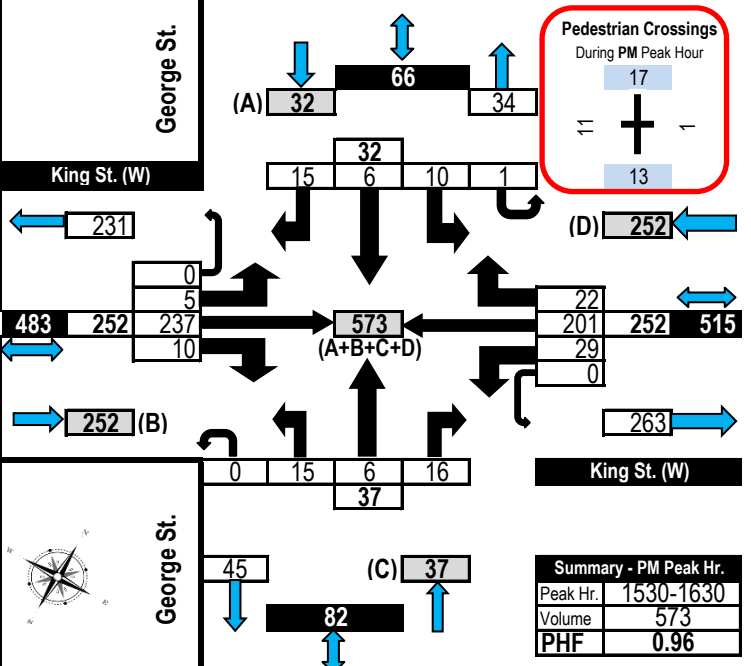 George St.
Pedestrian Crossings
During PM Peak Hour
17
11
1
13
66
(A) 32
34
32
King St. (W)
15 6 10 1
231
(D) 252
0
5
22
483 252 237
573
201 252 515
10
(A+B+C+D)
29
0
252 (B)
263
0 15 6 16
King St. (W)
37
George St.
N
W
E
S
45
(C) 37
82
Summary - PM Peak Hr.
Peak Hr. 1530-1630
Volume 573
PHF 0.96